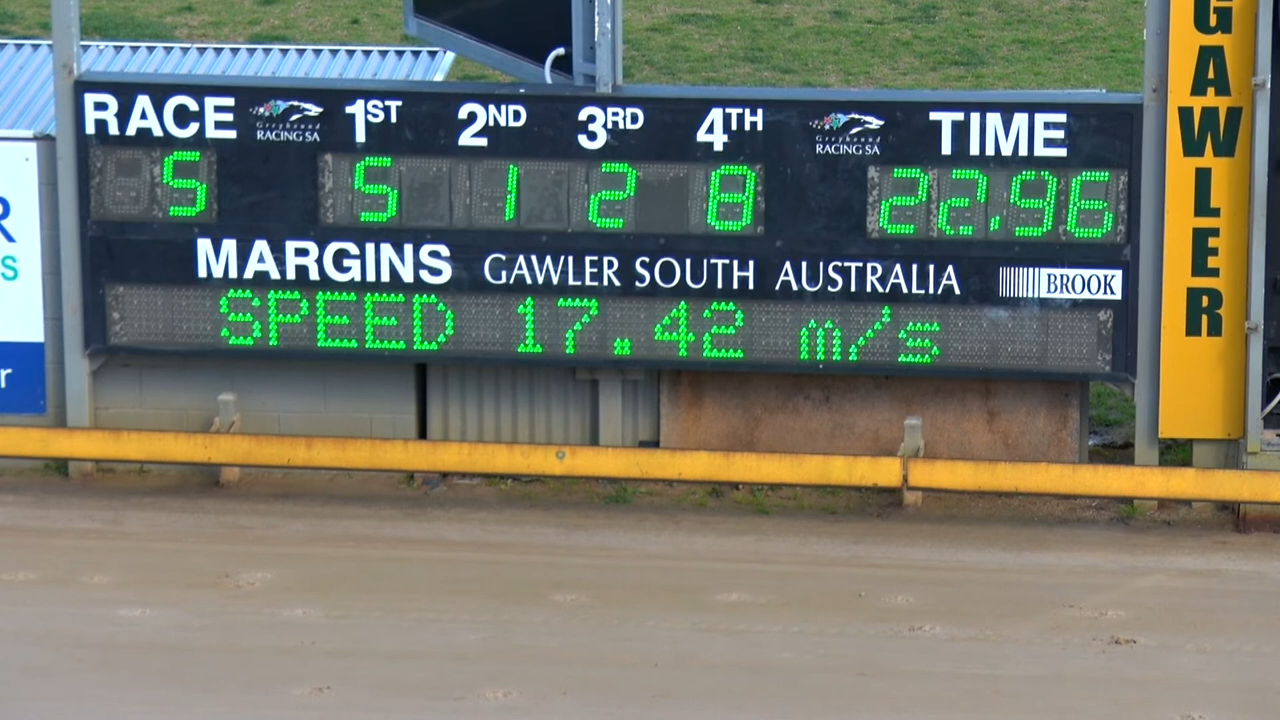 RACE 1ST 2ND 3RD 4TH TIME
Greyhound RACING SA
Greyhound RACING SA
5 5 1 2 8 22.96
MARGINS GAWLER SOUTH AUSTRALIA BROOK
SPEED 17.42 m/s
GAWLER
R
S
r